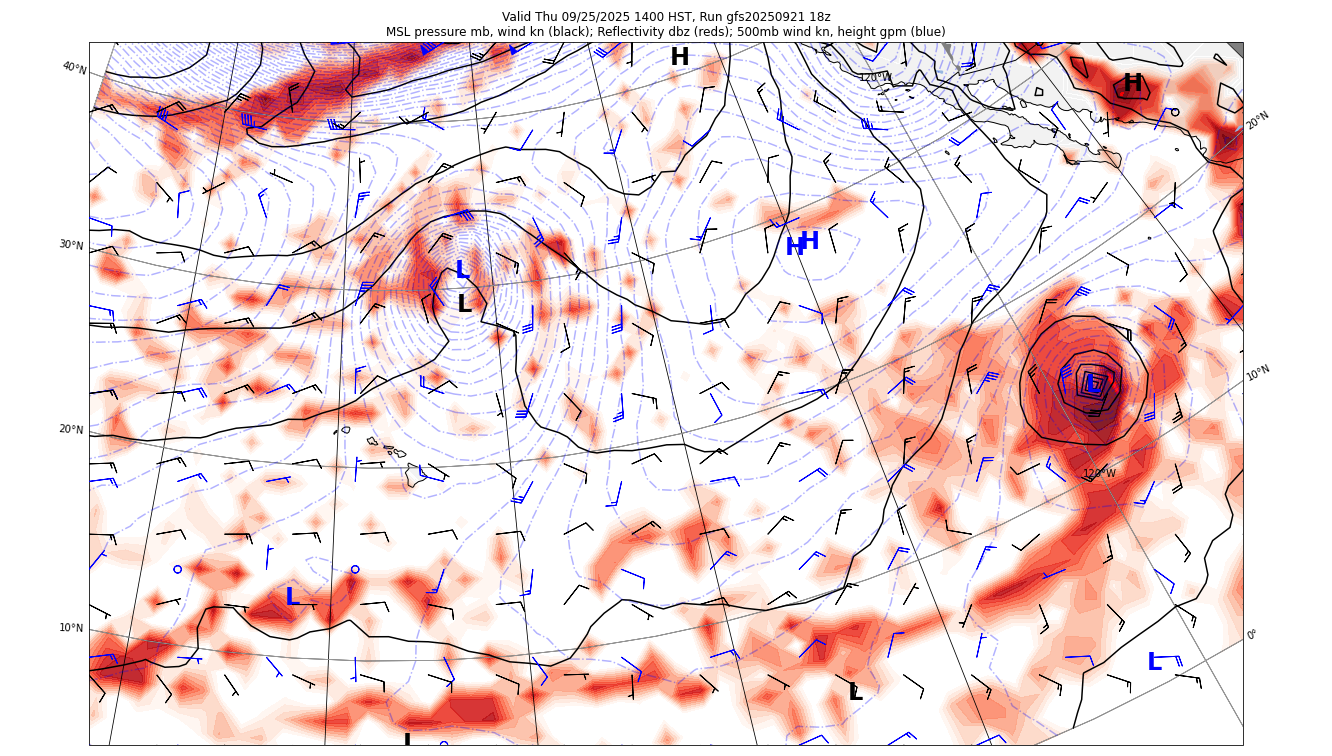 Valid Thu 09/25/2025 1400 HST, Run gfs20250921 18z
MSL pressure mb, wind kn (black); Reflectivity dbz (reds); 500mb wind kn, height gpm (blue)
H
40°N
120°W
H
20°N
30°N
H
H
L
L
10°N
L
20°N
120°W
L
10°N
0°
L
L
L